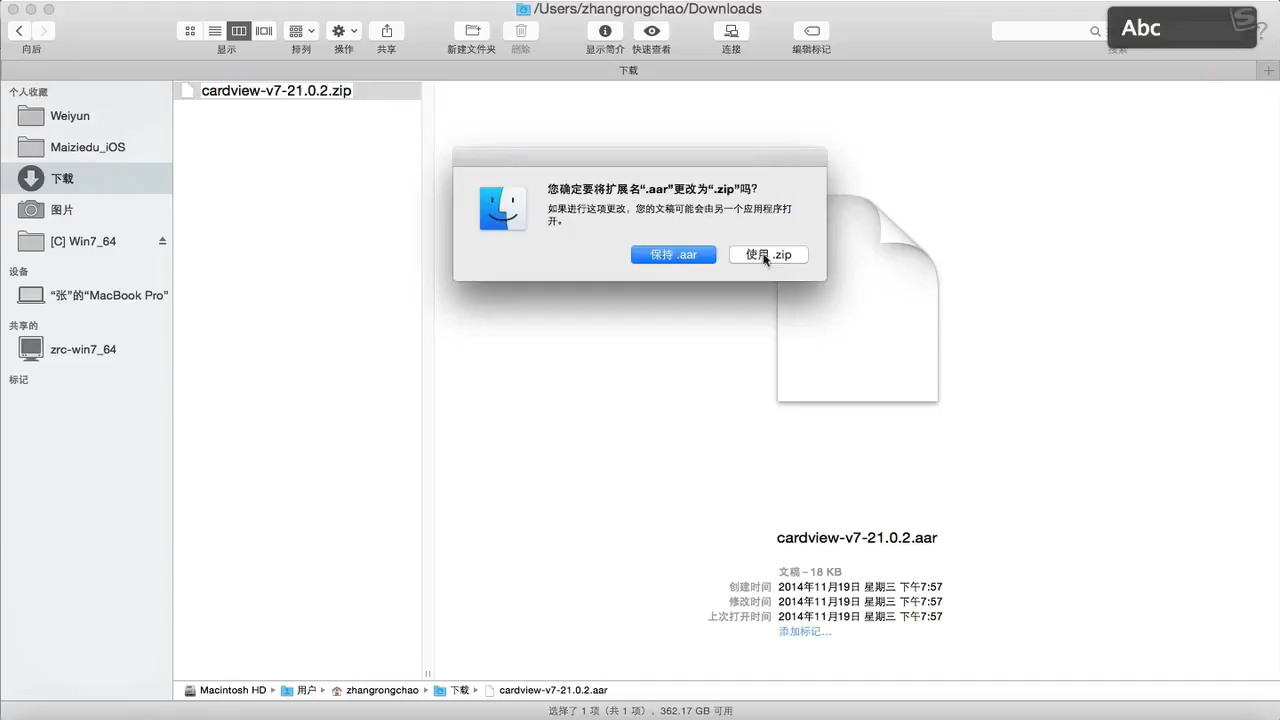 /Users/zhangrongchao/Downloads
Abc
向后
显示
排列
操作
共享
新建文件夹
删除
显示简介
快速查看
连接
编辑标记
搜索
下载
个人收藏
Weiyun
Maiziedu_iOS
下载
图片
[C] Win7_64
设备
“张”的“MacBook Pro”
共享的
zrc-win7_64
标记
cardview-v7-21.0.2.zip
您确定要将扩展名“.aar”更改为“.zip”吗?
如果进行这项更改，您的文稿可能会由另一个应用程序打
开。
保持 .aar
使用 .zip
cardview-v7-21.0.2.aar
文稿 – 18 KB
创建时间 2014年11月19日 星期三 下午7:57
修改时间 2014年11月19日 星期三 下午7:57
上次打开时间 2014年11月19日 星期三 下午7:57
添加标记…
Macintosh HD ▸ 用户 ▸ zhangrongchao ▸ 下载 ▸ cardview-v7-21.0.2.aar
选择了 1 项（共 1 项），362.17 GB 可用